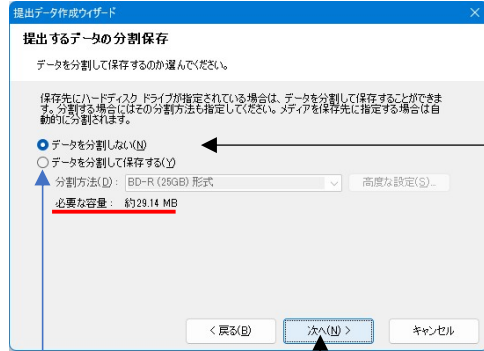 提出データ作成ウィザード
提出するデータの分割保存
データを分割して保存するのか選んでください。
保存先にハードディスク ドライブが指定されている場合は、データを分割して保存することができま
す。分割する場合にはその分割方法も指定してください。メディアを保存先に指定する場合は自
動的に分割されます。
データを分割しない(N)
データを分割して保存する(Y)
分割方法(D): BD-R (25GB) 形式 高度な設定(S)...
必要な容量: 約29.14 MB
< 戻る(B) 次へ(N) > キャンセル